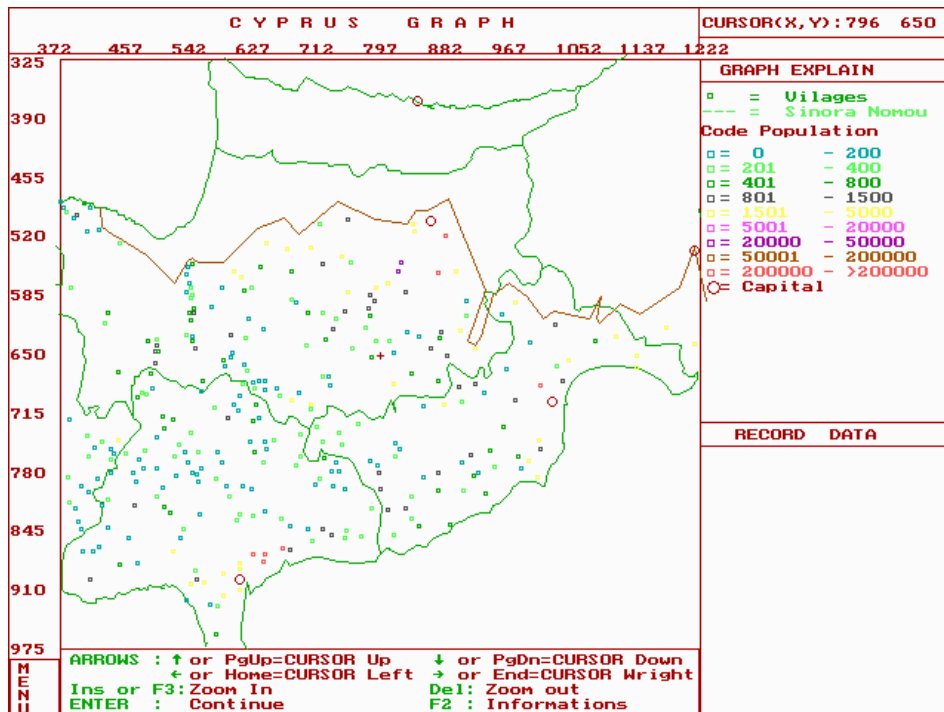 CYPRUS GRAPH
CURSOR(X,Y):796 650
372 457 542 627 712 797 882 967 1052 1137 1222
325
390
455
520
585
650
715
780
845
910
975
GRAPH EXPLAIN
= Vilages
--- = Sinora Nomou
Code Population
= 0 - 200
= 201 - 400
= 401 - 800
= 801 - 1500
= 1501 - 5000
= 5001 - 20000
= 20000 - 50000
= 50001 - 200000
= 200000 - >200000
= Capital
RECORD DATA
MENU
ARROWS : ↑ or PgUp=CURSOR Up ↓ or PgDn=CURSOR Down
← or Home=CURSOR Left → or End=CURSOR Wright
Ins or F3: Zoom In Del: Zoom out
ENTER : Continue F2 : Informations